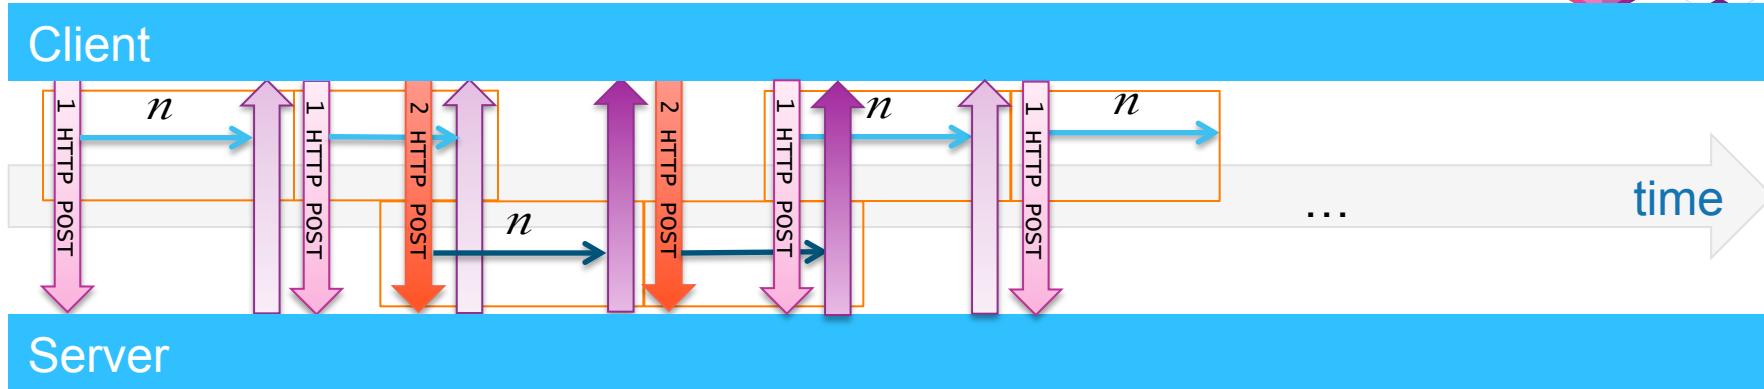 Client
1 HTTP POST
n
1 HTTP POST
2 HTTP POST
n
2 HTTP POST
1 HTTP POST
n
1 HTTP POST
n
...
time
Server